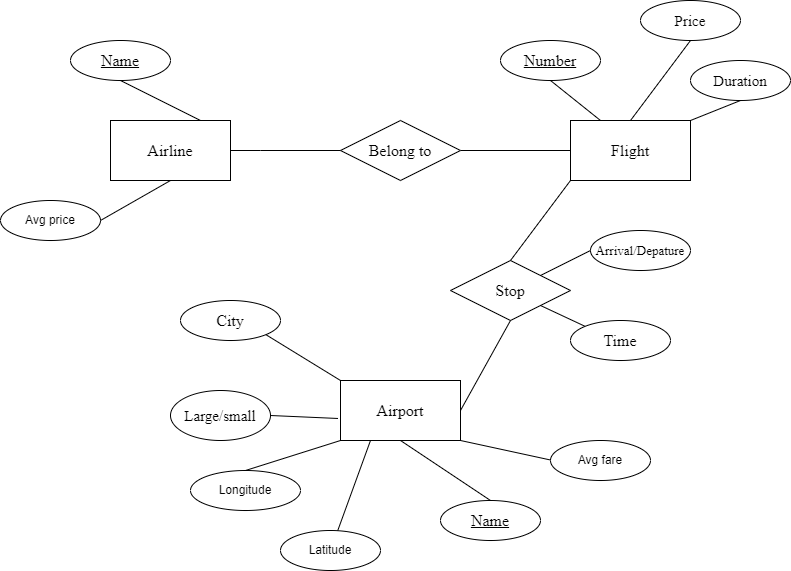 Price
Name
Number
Duration
Airline
Belong to
Flight
Avg price
Arrival/Depature
Stop
City
Time
Large/small
Airport
Avg fare
Longitude
Name
Latitude